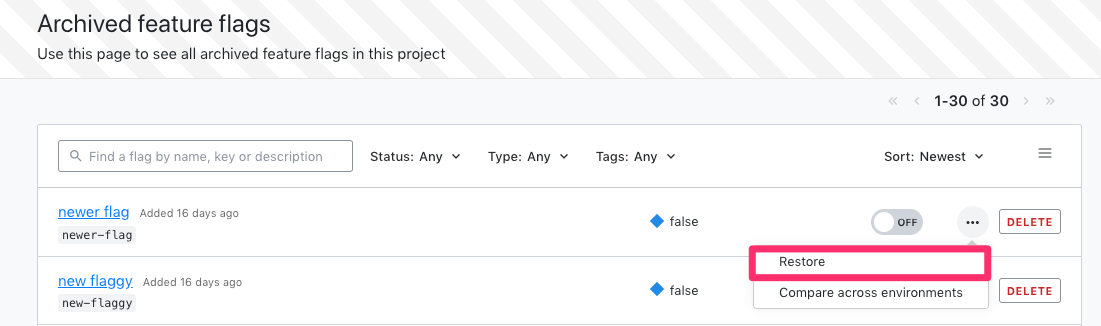 Archived feature flags
Use this page to see all archived feature flags in this project
« ‹ 1-30 of 30 › »
Find a flag by name, key or description Status: Any Type: Any Tags: Any Sort: Newest
newer flag Added 16 days ago false OFF ••• DELETE
newer-flag
Restore
new flaggy Added 16 days ago false Compare across environments DELETE
new-flaggy